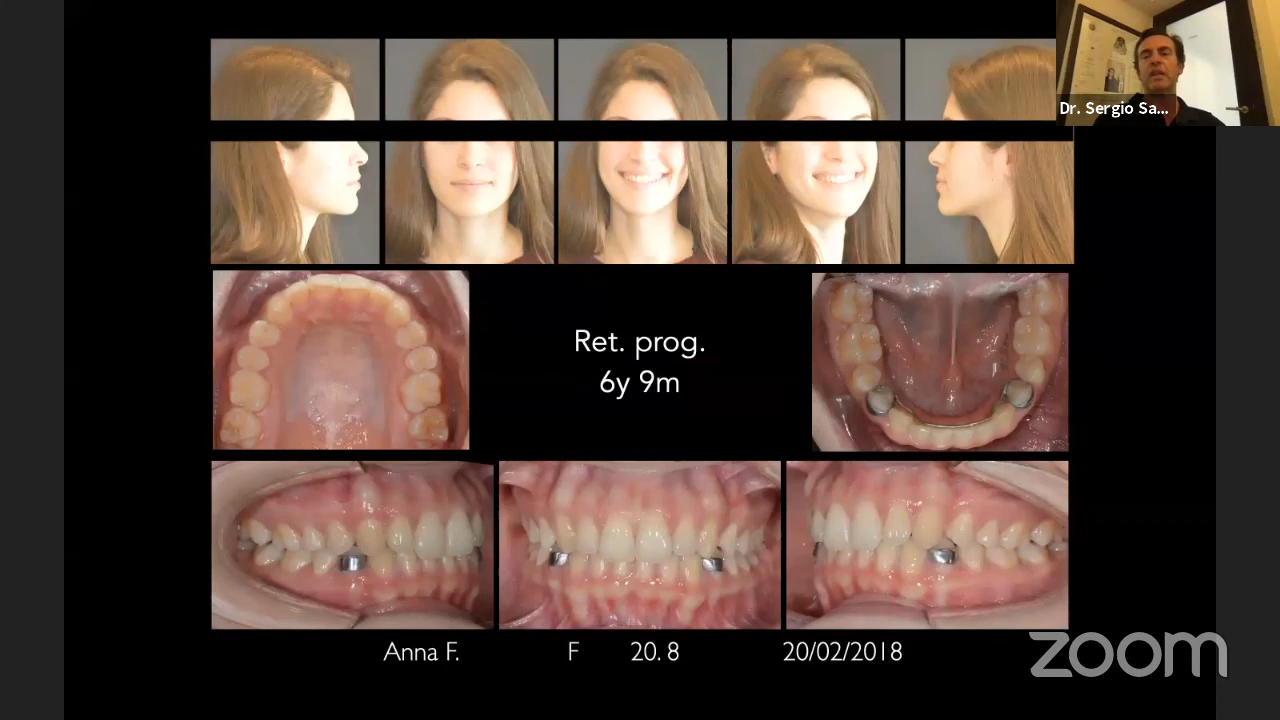 Dr. Sergio Sa...
Ret. prog.
6y 9m
Anna F. F 20. 8 20/02/2018
zoom